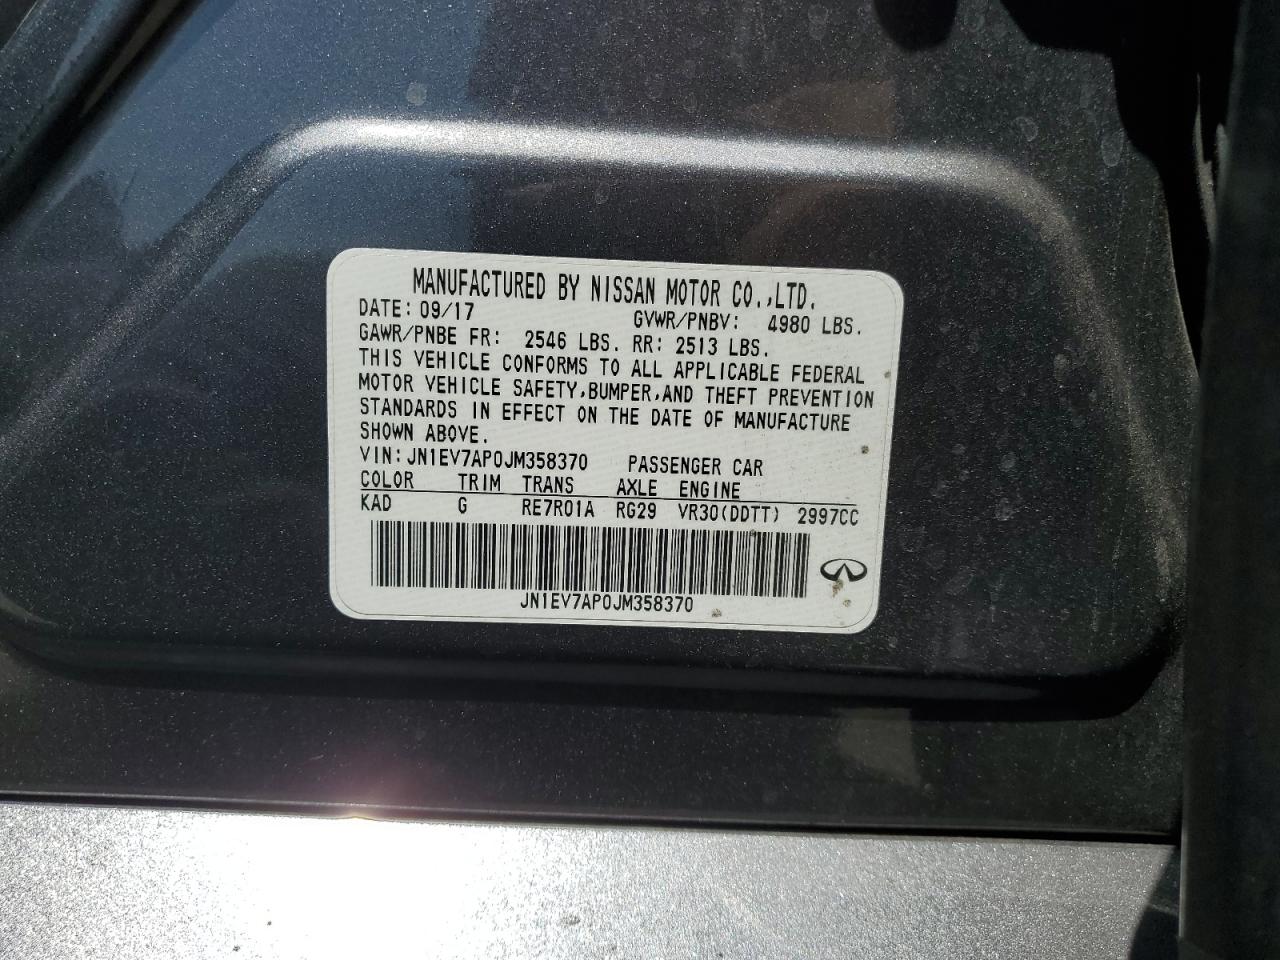 MANUFACTURED BY NISSAN MOTOR CO.,LTD.
DATE: 09/17 GVWR/PNBV: 4980 LBS.
GAWR/PNBE FR: 2546 LBS. RR: 2513 LBS.
THIS VEHICLE CONFORMS TO ALL APPLICABLE FEDERAL
MOTOR VEHICLE SAFETY,BUMPER,AND THEFT PREVENTION
STANDARDS IN EFFECT ON THE DATE OF MANUFACTURE
SHOWN ABOVE.
VIN:JN1EV7AP0JM358370 PASSENGER CAR
COLOR TRIM TRANS AXLE ENGINE
KAD G RE7R01A RG29 VR30(DDTT) 2997CC
JN1EV7AP0JM358370